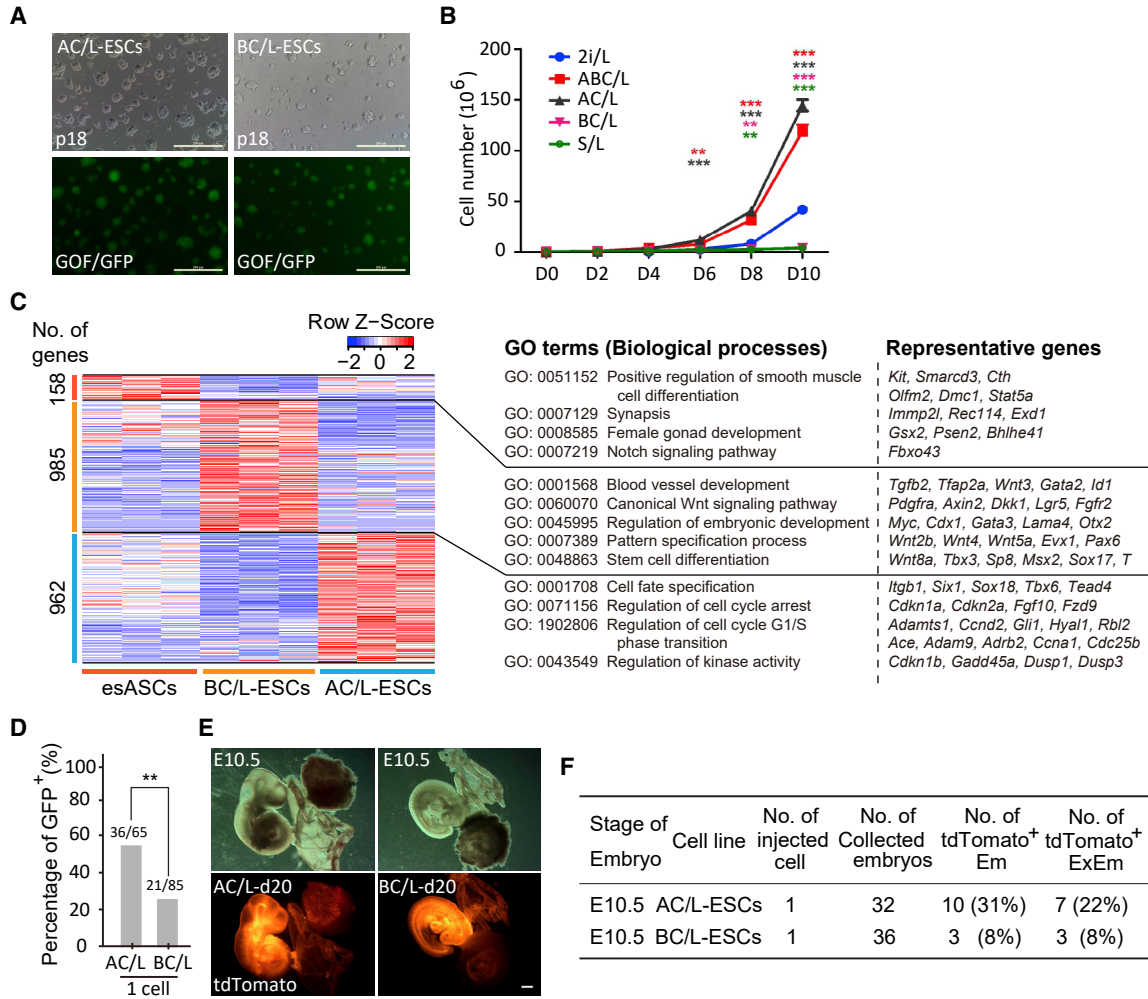 A
AC/L-ESCs
BC/L-ESCs
p18
p18
GOF/GFP
GOF/GFP
B
Cell number (10^6)
200
150
100
50
0
2i/L
ABC/L
AC/L
BC/L
S/L
**
***
***
***
**
**
***
***
***
***
D0 D2 D4 D6 D8 D10
C
No. of
genes
Row Z−Score
−2 0 2
158
985
962
esASCs BC/L-ESCs AC/L-ESCs
GO terms (Biological processes) Representative genes
GO: 0051152 Positive regulation of smooth muscle Kit, Smarcd3, Cth
cell differentiation Olfm2, Dmc1, Stat5a
GO: 0007129 Synapsis Immp2l, Rec114, Exd1
GO: 0008585 Female gonad development Gsx2, Psen2, Bhlhe41
GO: 0007219 Notch signaling pathway Fbxo43
GO: 0001568 Blood vessel development Tgfb2, Tfap2a, Wnt3, Gata2, Id1
GO: 0060070 Canonical Wnt signaling pathway Pdgfra, Axin2, Dkk1, Lgr5, Fgfr2
GO: 0045995 Regulation of embryonic development Myc, Cdx1, Gata3, Lama4, Otx2
GO: 0007389 Pattern specification process Wnt2b, Wnt4, Wnt5a, Evx1, Pax6
GO: 0048863 Stem cell differentiation Wnt8a, Tbx3, Sp8, Msx2, Sox17, T
GO: 0001708 Cell fate specification Itgb1, Six1, Sox18, Tbx6, Tead4
GO: 0071156 Regulation of cell cycle arrest Cdkn1a, Cdkn2a, Fgf10, Fzd9
GO: 1902806 Regulation of cell cycle G1/S Adamts1, Ccnd2, Gli1, Hyal1, Rbl2
phase transition Ace, Adam9, Adrb2, Ccna1, Cdc25b
GO: 0043549 Regulation of kinase activity Cdkn1b, Gadd45a, Dusp1, Dusp3
D
Percentage of GFP+ (%)
100
80
60
40
20
0
**
36/65
21/85
AC/L BC/L
1 cell
E
E10.5
E10.5
AC/L-d20
BC/L-d20
tdTomato
F
Stage of Embryo
Cell line
No. of injected cell
No. of Collected embryos
No. of tdTomato+ Em
No. of tdTomato+ ExEm
E10.5 AC/L-ESCs 1 32 10 (31%) 7 (22%)
E10.5 BC/L-ESCs 1 36 3 (8%) 3 (8%)